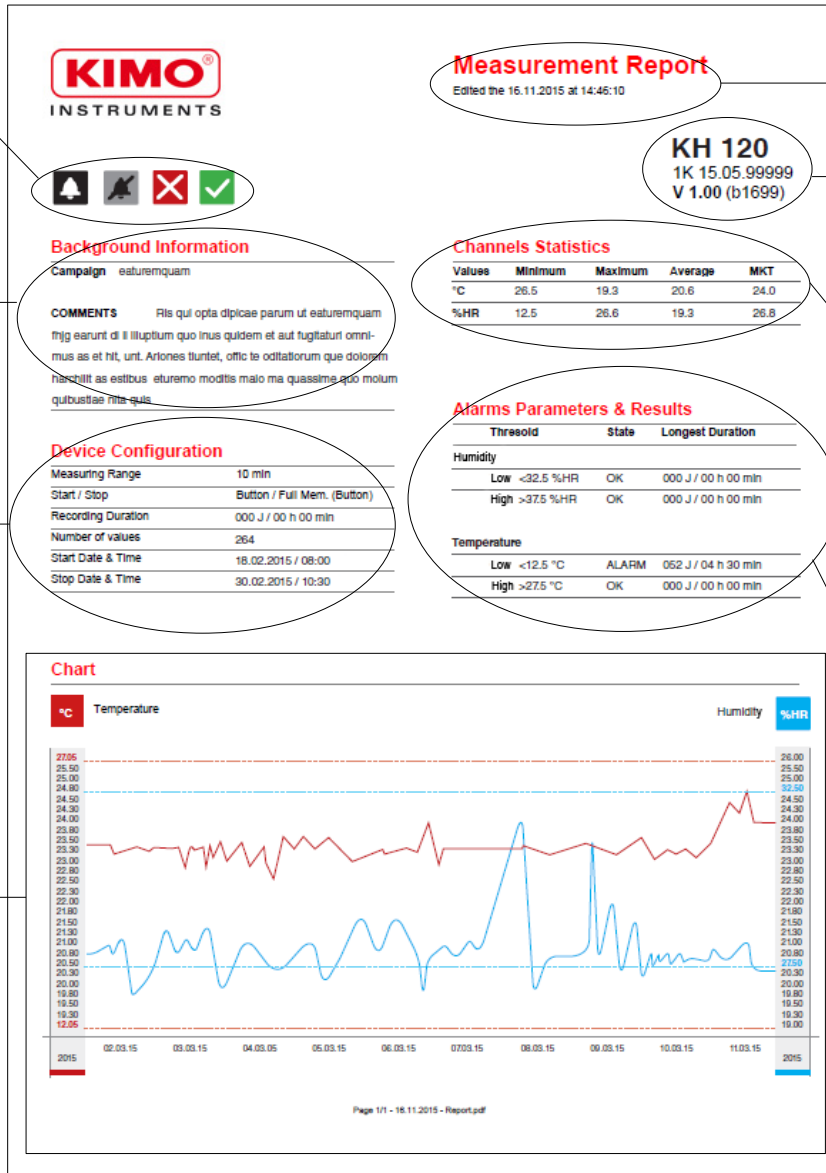 KIMO®
INSTRUMENTS
Measurement Report
Edited the 16.11.2015 at 14:46:10
KH 120
1K 15.05.99999
V 1.00 (b1699)
Background Information
Campaign eaturemquam
COMMENTS Ris qui opta dipicae parum ut eaturemquam
fhjg earunt di il illuptium quo inus quidem et aut fugitaturi omni-
mus as et hit, unt. Ariones tiuntet, offic te oditatiorum que dolorem
harchilit as estibus eturemo moditis maio ma quassime quo molum
quibustiae nita quis
Channels Statistics
Values Minimum Maximum Average MKT
°C 26.5 19.3 20.6 24.0
%HR 12.5 26.6 19.3 26.8
Device Configuration
Measuring Range 10 min
Start / Stop Button / Full Mem. (Button)
Recording Duration 000 J / 00 h 00 min
Number of values 264
Start Date & Time 18.02.2015 / 08:00
Stop Date & Time 30.02.2015 / 10:30
Alarms Parameters & Results
Thresold State Longest Duration
Humidity
Low <32.5 %HR OK 000 J / 00 h 00 min
High >37.5 %HR OK 000 J / 00 h 00 min
Temperature
Low <12.5 °C ALARM 052 J / 04 h 30 min
High >27.5 °C OK 000 J / 00 h 00 min
Chart
°C Temperature Humidity %HR
27.05 26.00
25.50 25.50
25.00 25.00
24.80 32.50
24.50 24.50
24.30 24.30
24.00 24.00
23.80 23.80
23.50 23.50
23.30 23.30
23.00 23.00
22.80 22.80
22.50 22.50
22.30 22.30
22.00 22.00
21.80 21.80
21.50 21.50
21.30 21.30
21.00 21.00
20.80 20.80
20.50 27.50
20.30 20.30
20.00 20.00
19.80 19.80
19.50 19.50
19.30 19.30
12.05 19.00
2015 02.03.15 03.03.15 04.03.05 05.03.15 06.03.15 07.03.15 08.03.15 09.03.15 10.03.15 11.03.15 2015
Page 1/1 - 16.11.2015 - Report.pdf